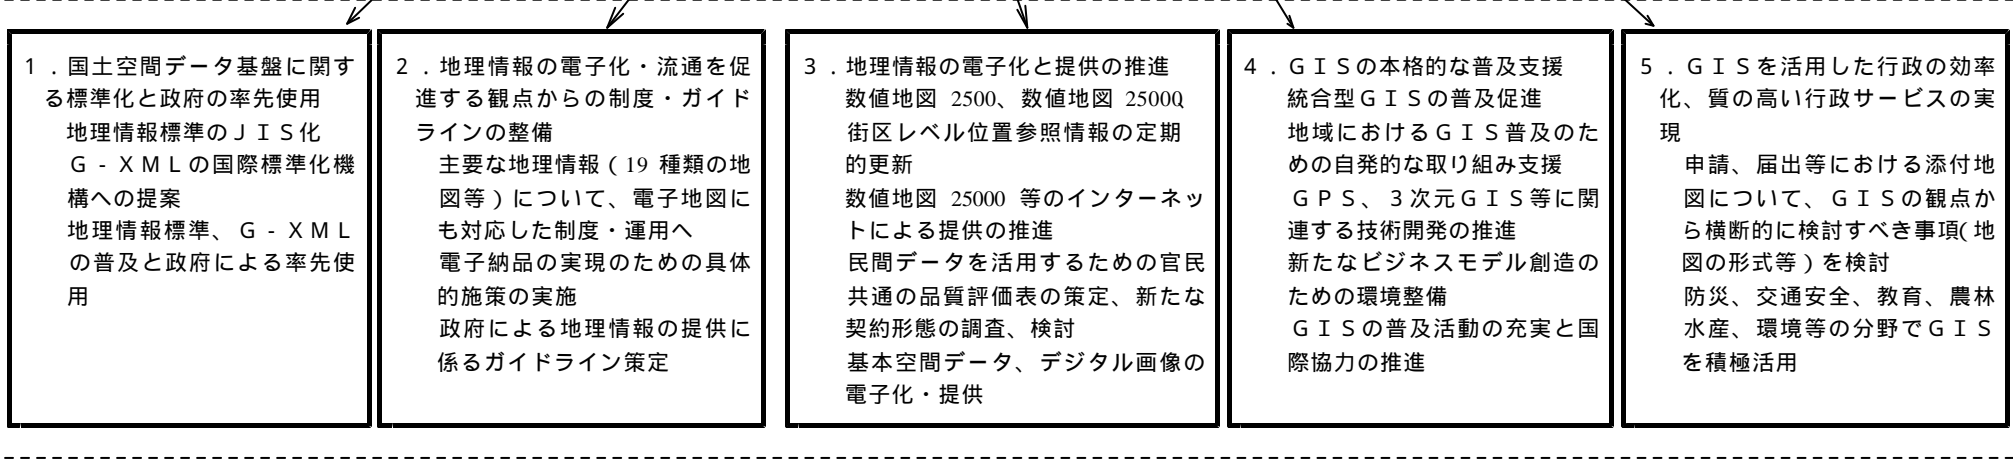 １．国土空間データ基盤に関す
る標準化と政府の率先使用
地理情報標準のＪＩＳ化
Ｇ‐ＸＭＬの国際標準化機
構への提案
地理情報標準、Ｇ‐ＸＭＬ
の普及と政府による率先使
用
２．地理情報の電子化・流通を促
進する観点からの制度・ガイド
ラインの整備
主要な地理情報（19 種類の地
図等）について、電子地図に
も対応した制度・運用へ
電子納品の実現のための具体
的施策の実施
政府による地理情報の提供に
係るガイドライン策定
３．地理情報の電子化と提供の推進
数値地図 2500、数値地図 25000、
街区レベル位置参照情報の定期
的更新
数値地図 25000 等のインターネッ
トによる提供の推進
民間データを活用するための官民
共通の品質評価表の策定、新たな
契約形態の調査、検討
基本空間データ、デジタル画像の
電子化・提供
４．ＧＩＳの本格的な普及支援
統合型ＧＩＳの普及促進
地域におけるＧＩＳ普及のた
めの自発的な取り組み支援
ＧＰＳ、３次元ＧＩＳ等に関
連する技術開発の推進
新たなビジネスモデル創造の
ための環境整備
ＧＩＳの普及活動の充実と国
際協力の推進
５．ＧＩＳを活用した行政の効率
化、質の高い行政サービスの実
現
申請、届出等における添付地
図について、ＧＩＳの観点か
ら横断的に検討すべき事項（地
図の形式等）を検討
防災、交通安全、教育、農林
水産、環境等の分野でＧＩＳ
を積極活用